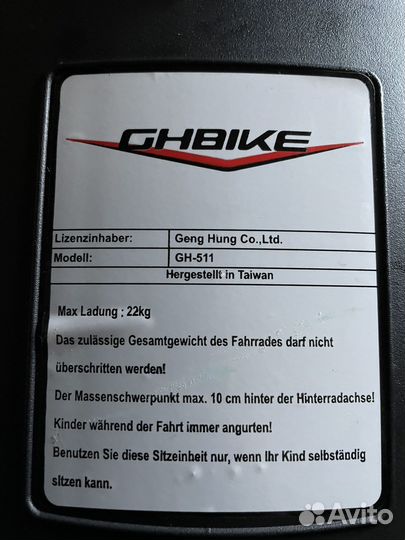 GHBIKE
Lizenzinhaber: Geng Hung Co.,Ltd.
Modell: GH-511
Hergestellt in Taiwan
Max Ladung : 22kg
Das zulässige Gesamtgewicht des Fahrrades darf nicht
überschritten werden!
Der Massenschwerpunkt max. 10 cm hinter der Hinterradachse!
Kinder während der Fahrt immer angurten!
Benutzen Sie diese Sitzeinheit nur, wenn Ihr Kind selbständig
sitzen kann.
Avito